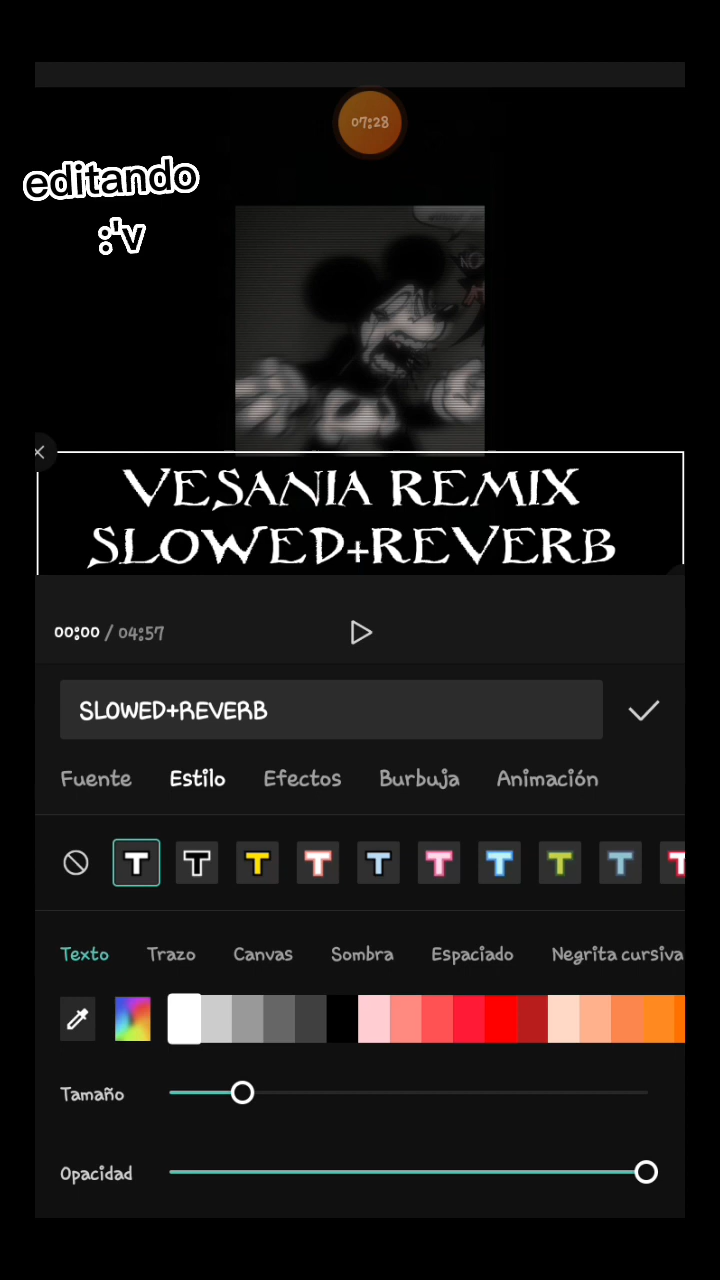 07:28
editando
:'v
NO
VESANIA REMIX
SLOWED+REVERB
00:00 / 04:57
SLOWED+REVERB
Fuente Estilo Efectos Burbuja Animación
T T T T T T T T T T
Texto Trazo Canvas Sombra Espaciado Negrita cursiva
Tamaño
Opacidad